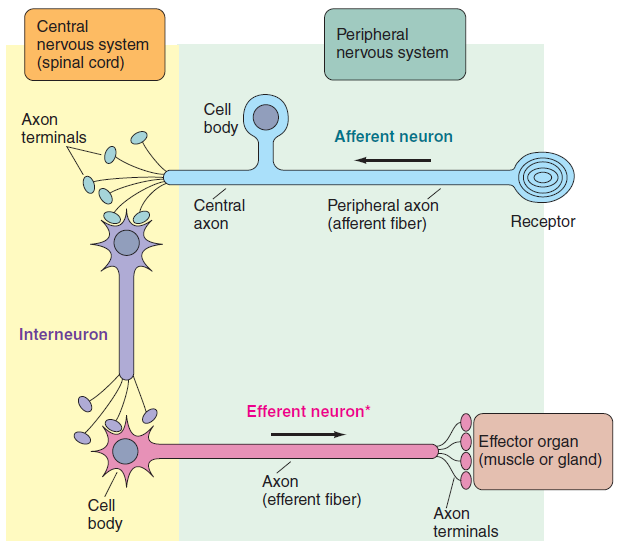 Central
nervous system
(spinal cord)
Peripheral
nervous system
Axon
terminals
Cell
body
Afferent neuron
Central
axon
Peripheral axon
(afferent fiber)
Receptor
Interneuron
Efferent neuron*
Axon
(efferent fiber)
Effector organ
(muscle or gland)
Cell
body
Axon
terminals